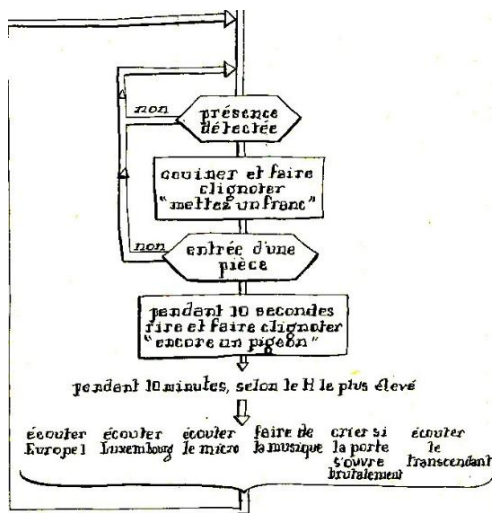 non
présence
détectée
couiner et faire
clignoter
"mettez un franc"
non
entrée d'une
pièce
pendant 10 secondes
rire et faire clignoter
"encore un pigeon"
pendant 10 minutes, selon le H le plus élevé
écouter
Europe 1
écouter
Luxembourg
écouter
le micro
faire de
la musique
crier si
la porte
s'ouvre
brutalement
écouter
le
transcendant